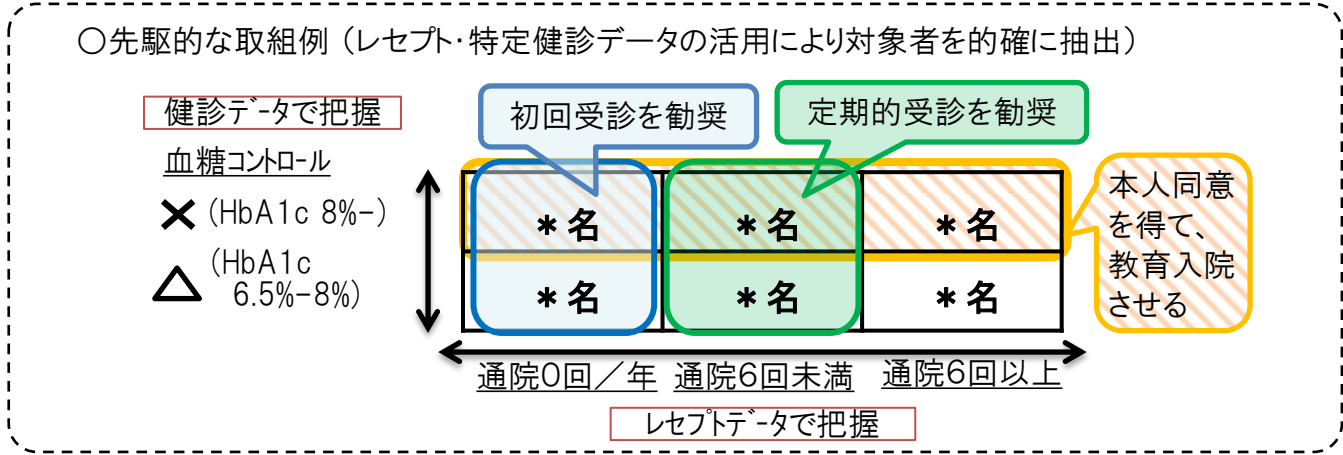 ○先駆的な取組例（レセプト・特定健診データの活用により対象者を的確に抽出）
健診データで把握
初回受診を勧奨
定期的受診を勧奨
血糖コントロール
×（HbA1c 8%-）
△（HbA1c
6.5%-8%）
＊名 ＊名 ＊名
＊名 ＊名 ＊名
本人同意
を得て、
教育入院
させる
通院0回／年 通院6回未満 通院6回以上
レセプトデータで把握